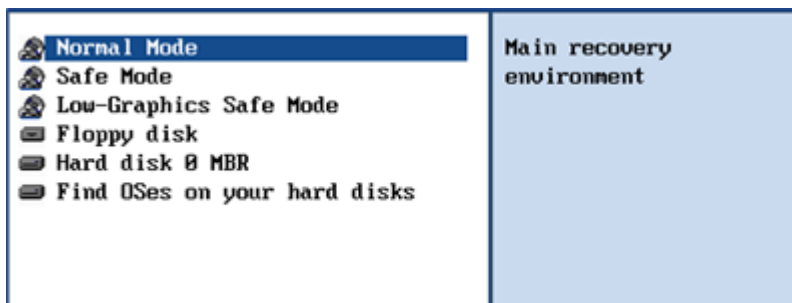 Normal Mode
Safe Mode
Low-Graphics Safe Mode
Floppy disk
Hard disk 0 MBR
Find OSes on your hard disks
Main recovery
environment